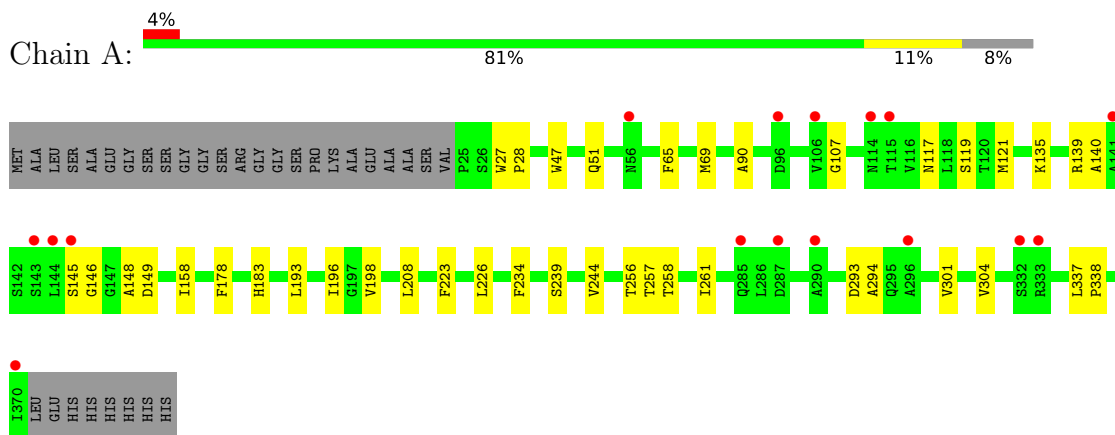 4%
Chain A:
81% 11% 8%
MET ALA LEU SER ALA GLU GLY SER SER GLY GLY SER ARG GLY GLY SER PRO LYS ALA GLU ALA ALA SER VAL P25 S26 W27 P28 W47 Q51 N56 F65 M69 A90 D96 V106 G107 N114 T115 V116 N117 L118 S119 T120 M121 K135 R139 A140 A141
S142 S143 L144 S145 G146 G147 A148 D149 I158 F178 H183 L193 I196 G197 V198 L208 F223 L226 F234 S239 V244 T256 T257 T258 I261 Q285 L286 D287 A290 D293 A294 Q295 A296 V301 V304 S332 R333 L337 P338
I370 LEU GLU HIS HIS HIS HIS HIS HIS